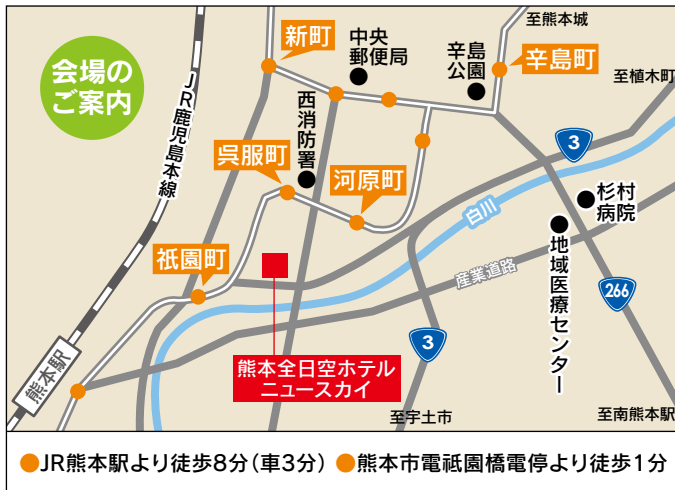 会場の
ご案内
JR鹿児島本線
新町
中央
郵便局
辛島
公園
至熊本城
辛島町
至植木町
西消防署
呉服町
河原町
3
白川
杉村
病院
地域医療センター
祇園町
産業道路
266
3
熊本駅
熊本全日空ホテル
ニュースカイ
至宇土市
至南熊本駅
●JR熊本駅より徒歩8分(車3分) ●熊本市電祇園橋電停より徒歩1分